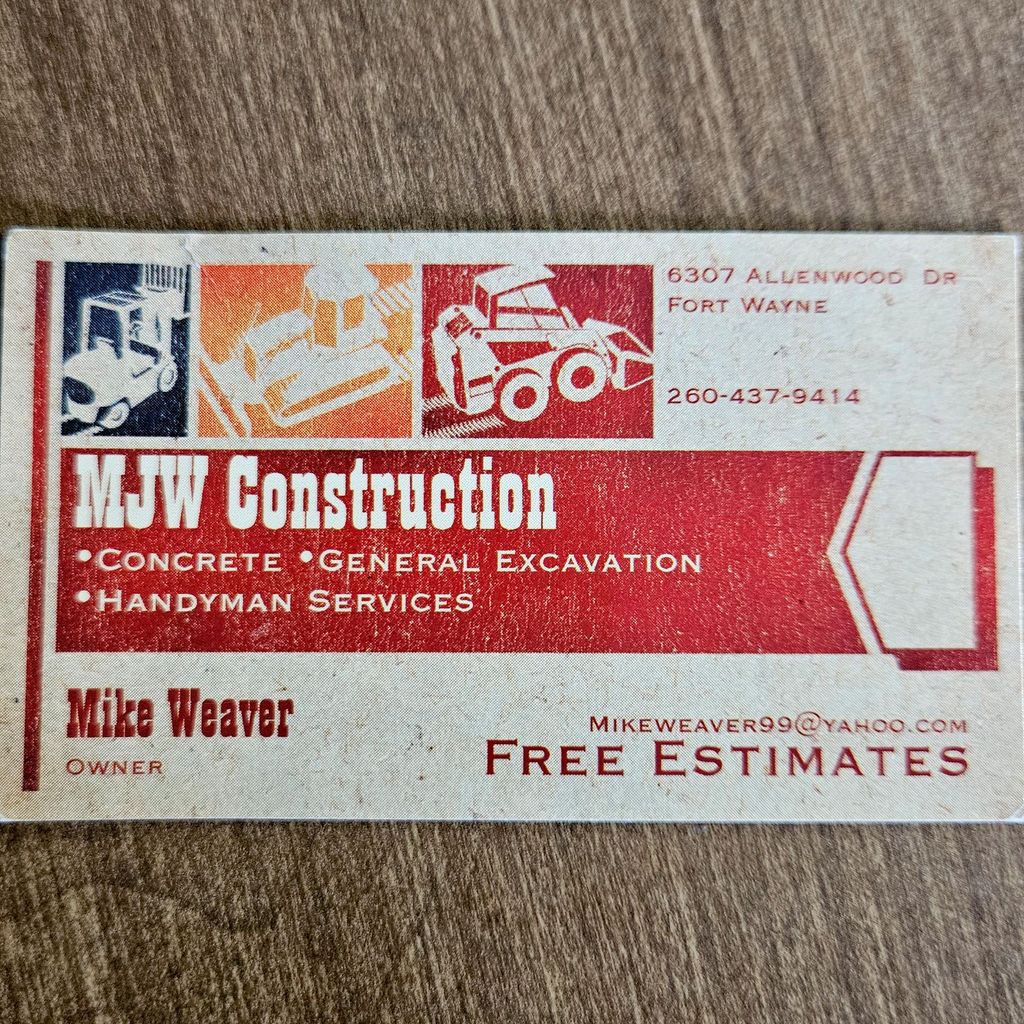 6307 Allenwood Dr
Fort Wayne
260-437-9414
MJW Construction
•Concrete •General Excavation
•Handyman Services
Mike Weaver
Owner
Mikeweaver99@yahoo.com
Free Estimates